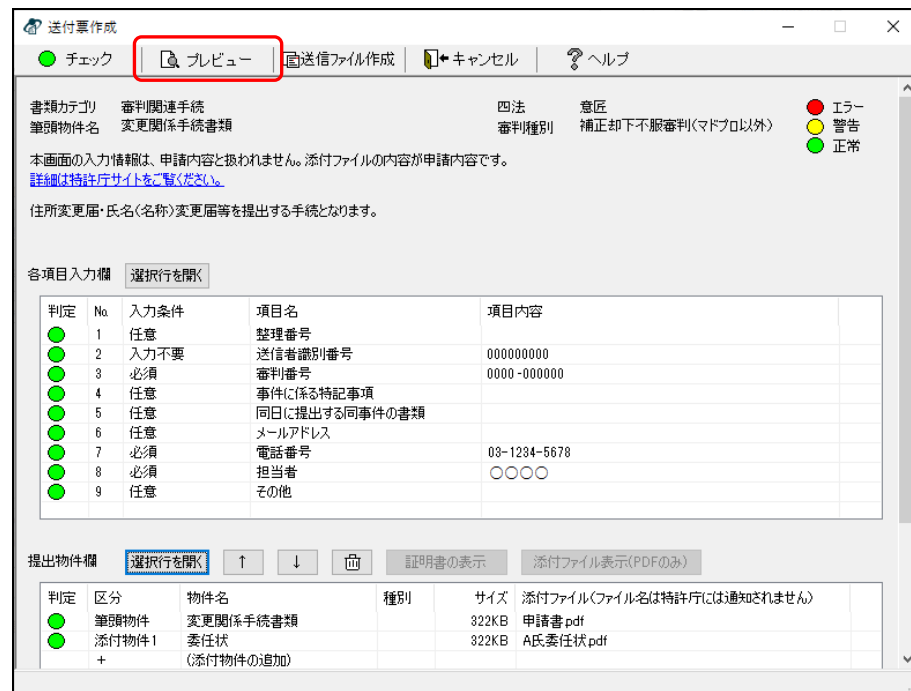 送付票作成
チェック プレビュー 送信ファイル作成 キャンセル ヘルプ
書類カテゴリ 審判関連手続 四法 意匠 エラー
筆頭物件名 変更関係手続書類 審判種別 補正却下不服審判(マドプロ以外) 警告
正常
本画面の入力情報は、申請内容と扱われません。添付ファイルの内容が申請内容です。
詳細は特許庁サイトをご覧ください。
住所変更届・氏名(名称)変更届等を提出する手続となります。
各項目入力欄 選択行を開く
判定 No. 入力条件 項目名 項目内容
1 任意 整理番号
2 入力不要 送信者識別番号 000000000
3 必須 審判番号 0000-000000
4 任意 事件に係る特記事項
5 任意 同日に提出する同事件の書類
6 任意 メールアドレス
7 必須 電話番号 03-1234-5678
8 必須 担当者 ○○○○
9 任意 その他
提出物件欄 選択行を開く ↑ ↓ 証明書の表示 添付ファイル表示(PDFのみ)
判定 区分 物件名 種別 サイズ 添付ファイル(ファイル名は特許庁には通知されません)
筆頭物件 変更関係手続書類 322KB 申請書.pdf
添付物件1 委任状 322KB A氏委任状.pdf
+ (添付物件の追加)